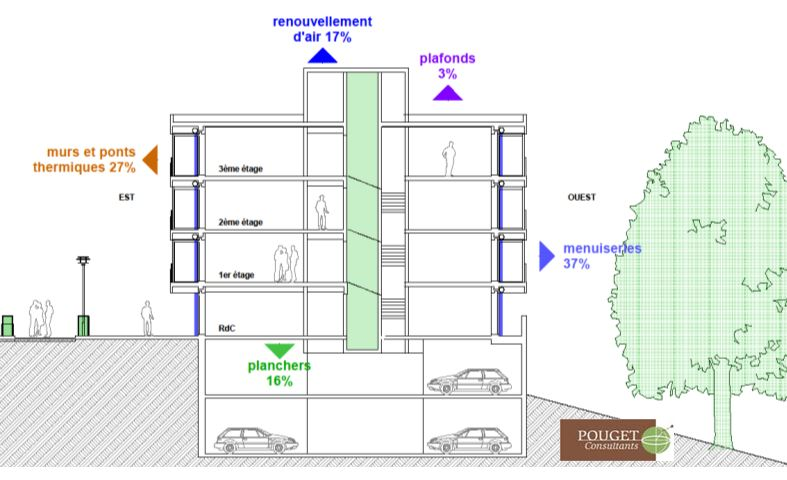 renouvellement
d'air 17%
plafonds
3%
murs et ponts
thermiques 27%
3ème étage
EST
OUEST
2ème étage
menuiseries
37%
1er étage
RdC
planchers
16%
POUGET
Consultants